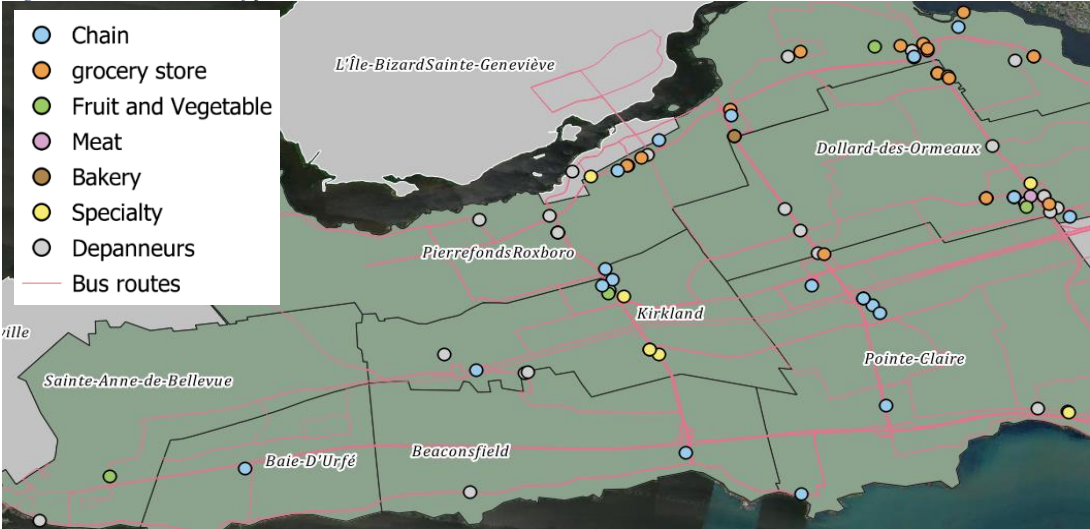 Chain
grocery store
Fruit and Vegetable
Meat
Bakery
Specialty
Depanneurs
Bus routes
L'Île-BizardSainte-Geneviève
Dollard-des-Ormeaux
PierrefondsRoxboro
Kirkland
ville
Pointe-Claire
Sainte-Anne-de-Bellevue
Beaconsfield
Baie-D'Urfé